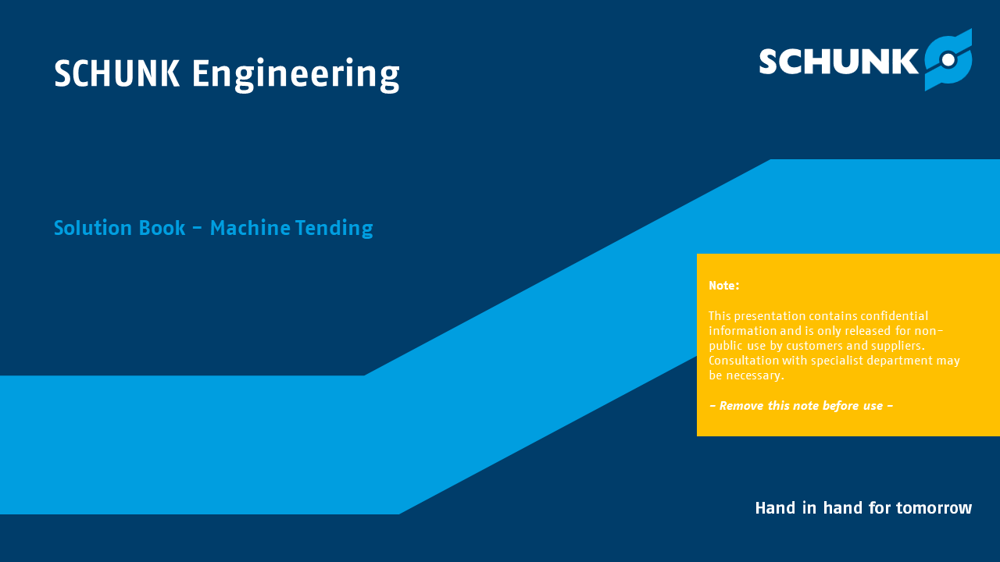 SCHUNK Engineering
SCHUNK
Solution Book - Machine Tending
Note:
This presentation contains confidential
information and is only released for non-
public use by customers and suppliers.
Consultation with specialist department may
be necessary.
- Remove this note before use -
Hand in hand for tomorrow